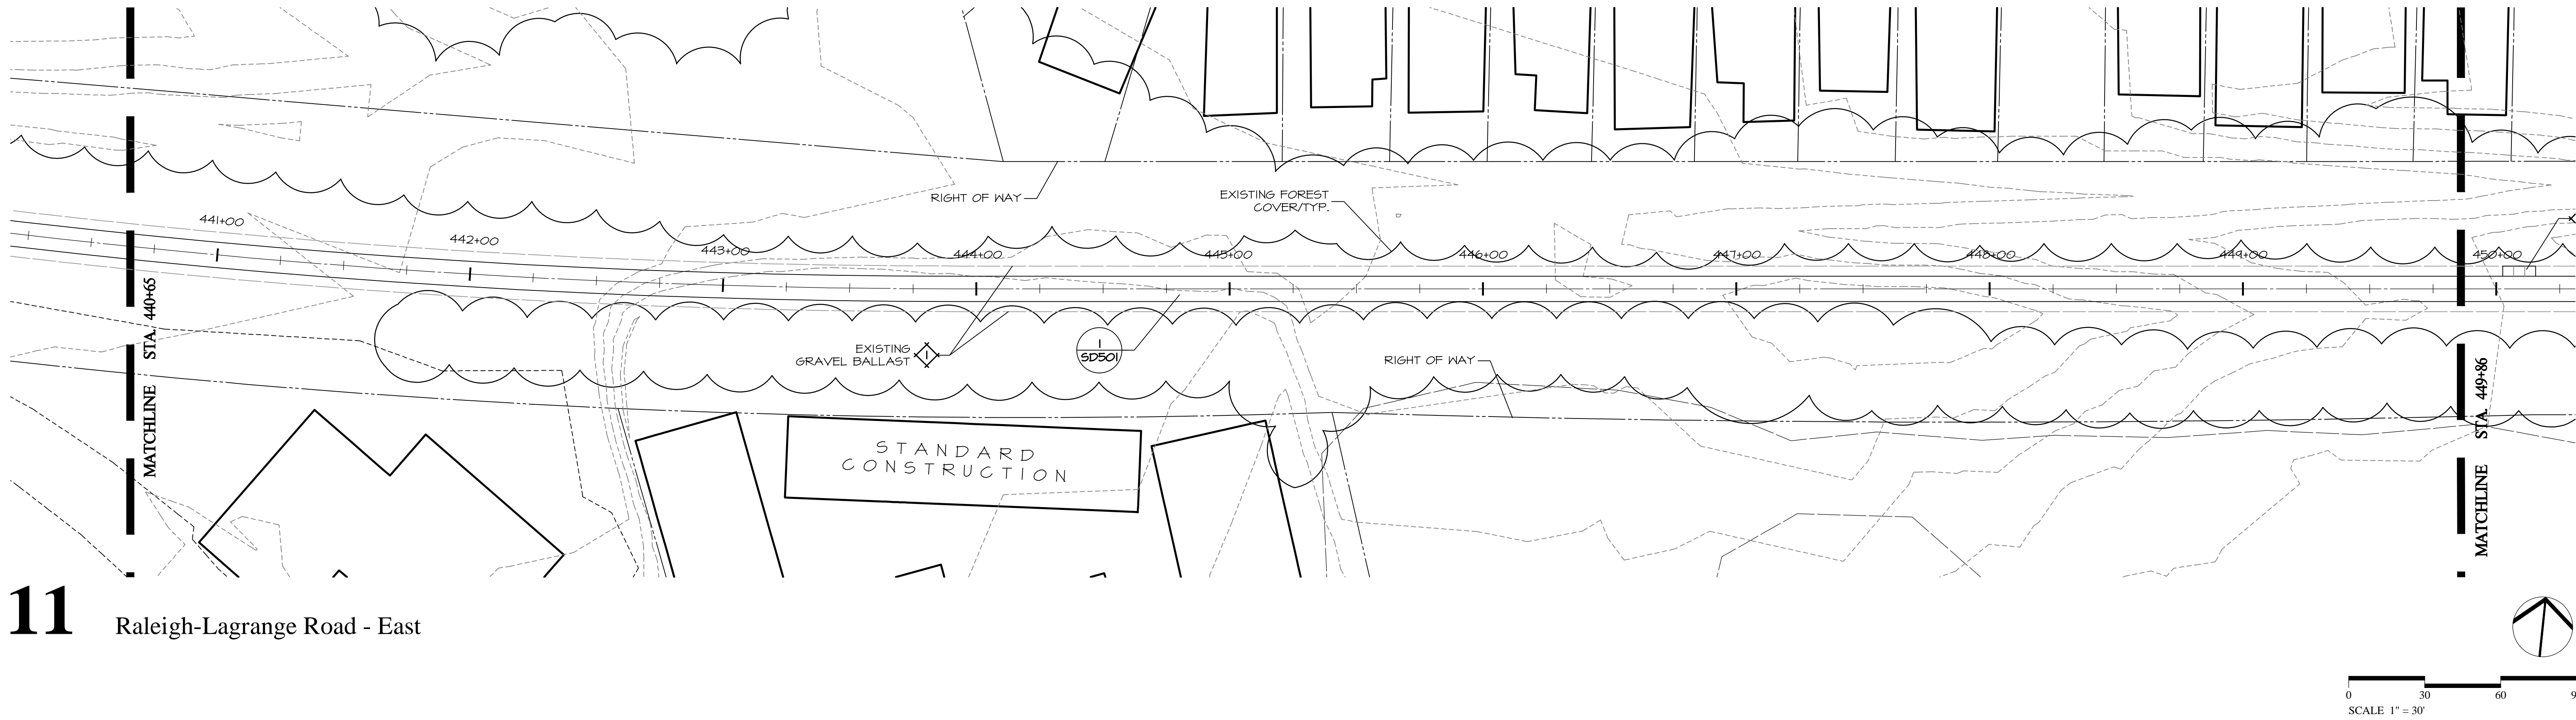 RIGHT OF WAY
EXISTING FOREST
COVER/TYP.
441+00
442+00
443+00
444+00
445+00
446+00
447+00
448+00
449+00
450+00
MATCHLINE STA. 440+65
EXISTING
GRAVEL BALLAST
1
1
SD501
RIGHT OF WAY
MATCHLINE STA. 449+86
STANDARD
CONSTRUCTION
11 Raleigh-Lagrange Road - East
0 30 60
SCALE 1" = 30'